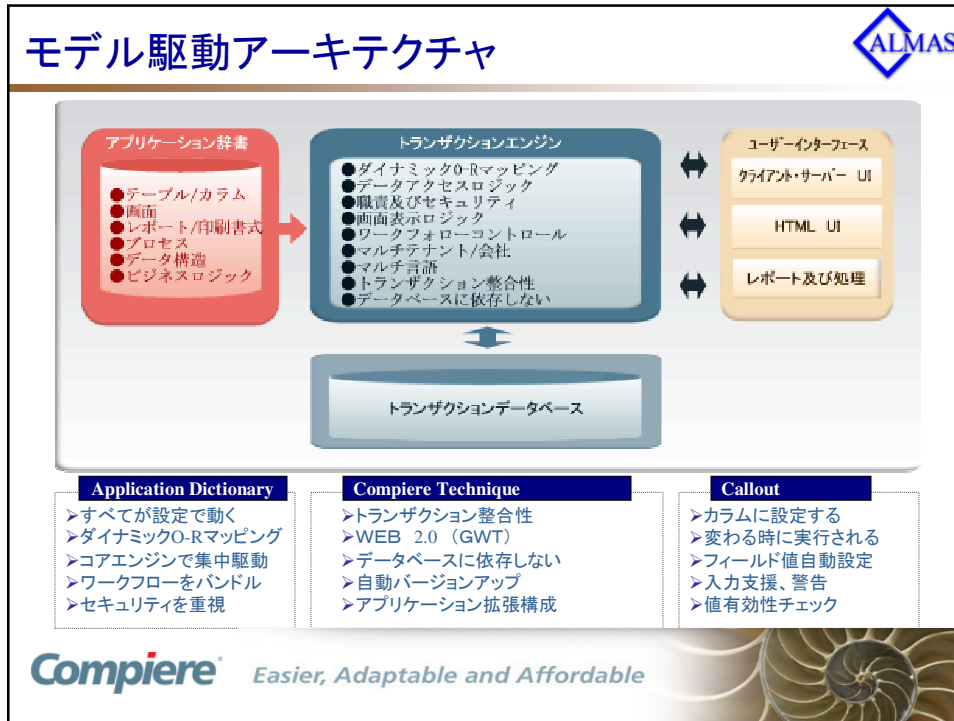 モデル駆動アーキテクチャ
ALMAS
アプリケーション辞書
●テーブル/カラム
●画面
●レポート/印刷書式
●プロセス
●データ構造
●ビジネスロジック
トランザクションエンジン
●ダイナミックO-Rマッピング
●データアクセスロジック
●職責及びセキュリティ
●画面表示ロジック
●ワークフォローコントロール
●マルチテナント/会社
●マルチ言語
●トランザクション整合性
●データベースに依存しない
ユーザーインターフェース
クライアント・サーバー UI
HTML UI
レポート及び処理
トランザクションデータベース
Application Dictionary
➢すべてが設定で動く
➢ダイナミックO-Rマッピング
➢コアエンジンで集中駆動
➢ワークフローをバンドル
➢セキュリティを重視
Compiere Technique
➢トランザクション整合性
➢WEB 2.0 (GWT)
➢データベースに依存しない
➢自動バージョンアップ
➢アプリケーション拡張構成
Callout
➢カラムに設定する
➢変わる時に実行される
➢フィールド値自動設定
➢入力支援、警告
➢値有効性チェック
Compiere® Easier, Adaptable and Affordable